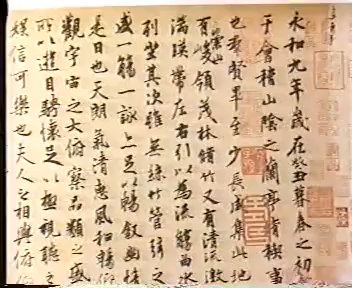 永和九年歲在癸丑暮春之初
于會稽山陰之蘭亭脩稧事
也羣賢畢至少長咸集此地
有崇山峻領茂林脩竹又有清流激
湍暎帶左右引以為流觴曲水
列坐其次雖無絲竹管弦之
盛一觴一詠亦足以暢敘幽情
是日也天朗氣清惠風和暢仰
觀宇宙之大俯察品類之盛
所以遊目騁懷足以極視聽之
娛信可樂也夫人之相與俯仰